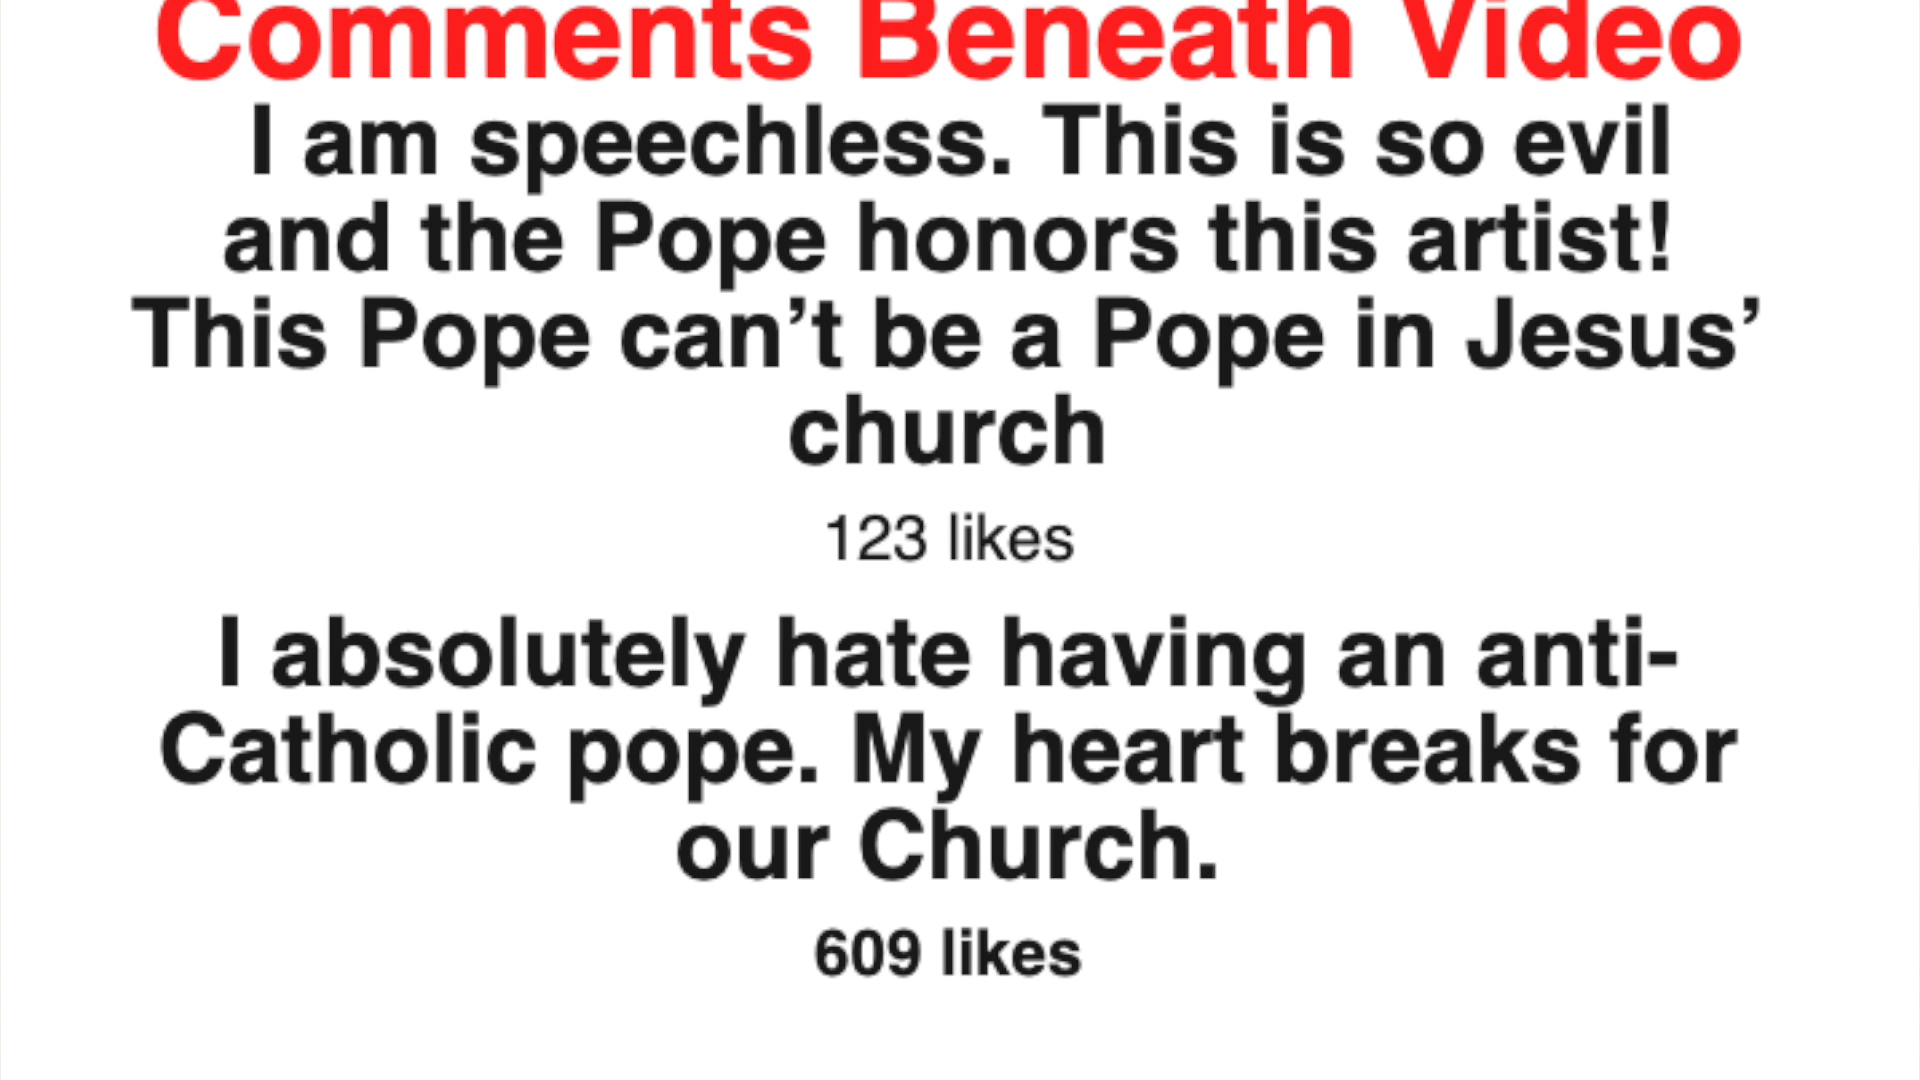 Comments Beneath Video
I am speechless. This is so evil
and the Pope honors this artist!
This Pope can’t be a Pope in Jesus’
church
123 likes
I absolutely hate having an anti-
Catholic pope. My heart breaks for
our Church.
609 likes